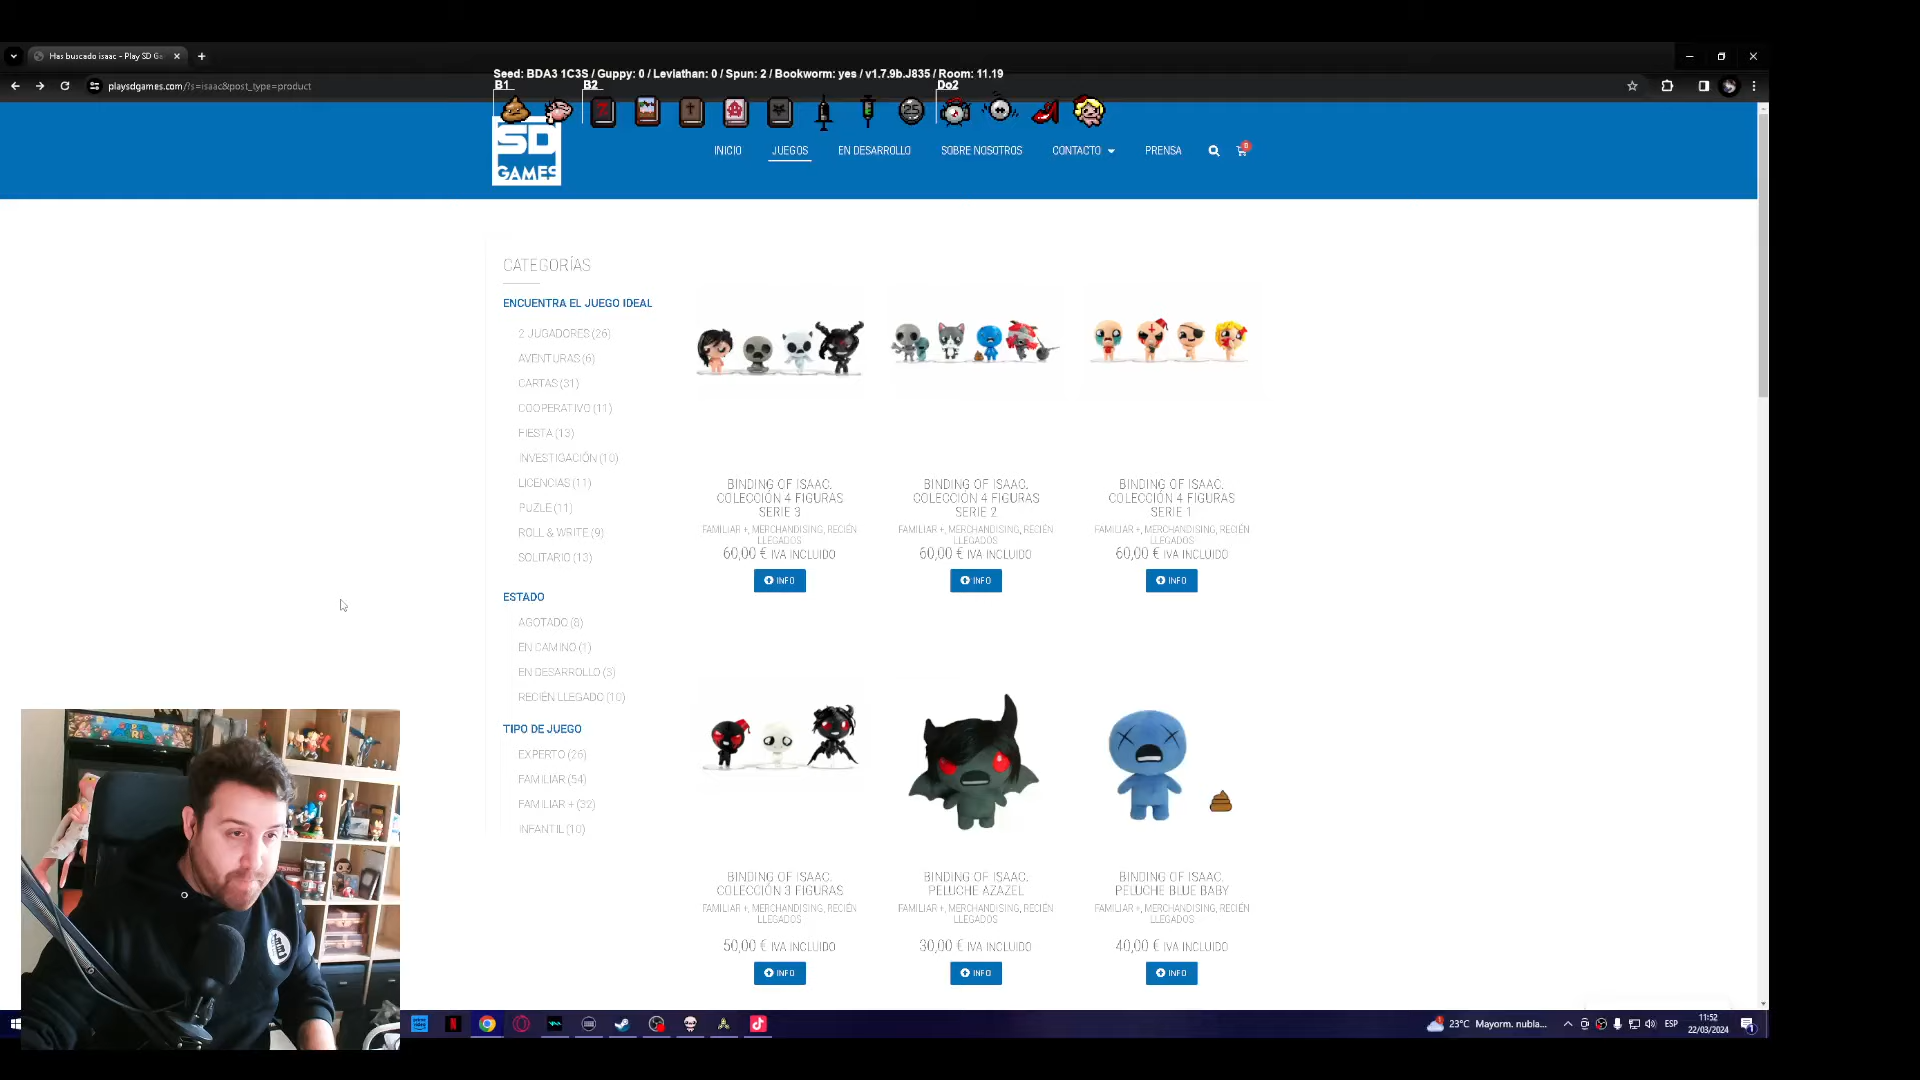 Has buscado isaac – Play SD Ga
playsdgames.com/?s=isaac&post_type=product
Seed: BDA3 1C3S / Guppy: 0 / Leviathan: 0 / Spun: 2 / Bookworm: yes / v1.7.9b.J835 / Room: 11.19
B1 B2 Do2
25
SD
GAMES
INICIO JUEGOS EN DESARROLLO SOBRE NOSOTROS CONTACTO PRENSA
CATEGORÍAS
ENCUENTRA EL JUEGO IDEAL
2 JUGADORES (26)
AVENTURAS (6)
CARTAS (31)
COOPERATIVO (11)
FIESTA (13)
INVESTIGACIÓN (10)
LICENCIAS (11)
PUZLE (11)
ROLL & WRITE (9)
SOLITARIO (13)
ESTADO
AGOTADO (8)
EN CAMINO (1)
EN DESARROLLO (3)
RECIÉN LLEGADO (10)
TIPO DE JUEGO
EXPERTO (26)
FAMILIAR (54)
FAMILIAR + (32)
INFANTIL (10)
BINDING OF ISAAC.
COLECCIÓN 4 FIGURAS
SERIE 3
FAMILIAR +, MERCHANDISING, RECIÉN
LLEGADOS
60,00 € IVA INCLUIDO
INFO
BINDING OF ISAAC.
COLECCIÓN 4 FIGURAS
SERIE 2
FAMILIAR +, MERCHANDISING, RECIÉN
LLEGADOS
60,00 € IVA INCLUIDO
INFO
BINDING OF ISAAC.
COLECCIÓN 4 FIGURAS
SERIE 1
FAMILIAR +, MERCHANDISING, RECIÉN
LLEGADOS
60,00 € IVA INCLUIDO
INFO
BINDING OF ISAAC.
COLECCIÓN 3 FIGURAS
FAMILIAR +, MERCHANDISING, RECIÉN
LLEGADOS
50,00 € IVA INCLUIDO
INFO
BINDING OF ISAAC.
PELUCHE AZAZEL
FAMILIAR +, MERCHANDISING, RECIÉN
LLEGADOS
30,00 € IVA INCLUIDO
INFO
BINDING OF ISAAC.
PELUCHE BLUE BABY
FAMILIAR +, MERCHANDISING, RECIÉN
LLEGADOS
40,00 € IVA INCLUIDO
INFO
23°C Mayorm. nubla...
ESP
11:52
22/03/2024